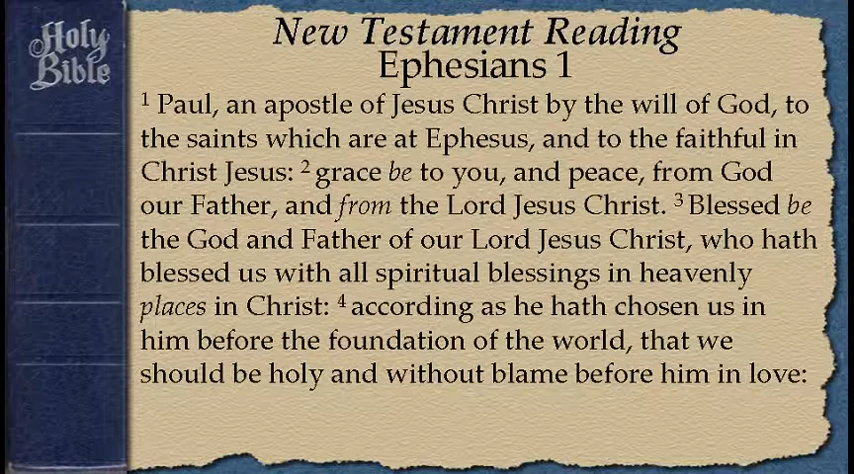 Holy
Bible
New Testament Reading
Ephesians 1
¹ Paul, an apostle of Jesus Christ by the will of God, to
the saints which are at Ephesus, and to the faithful in
Christ Jesus: ² grace be to you, and peace, from God
our Father, and from the Lord Jesus Christ. ³ Blessed be
the God and Father of our Lord Jesus Christ, who hath
blessed us with all spiritual blessings in heavenly
places in Christ: ⁴ according as he hath chosen us in
him before the foundation of the world, that we
should be holy and without blame before him in love: